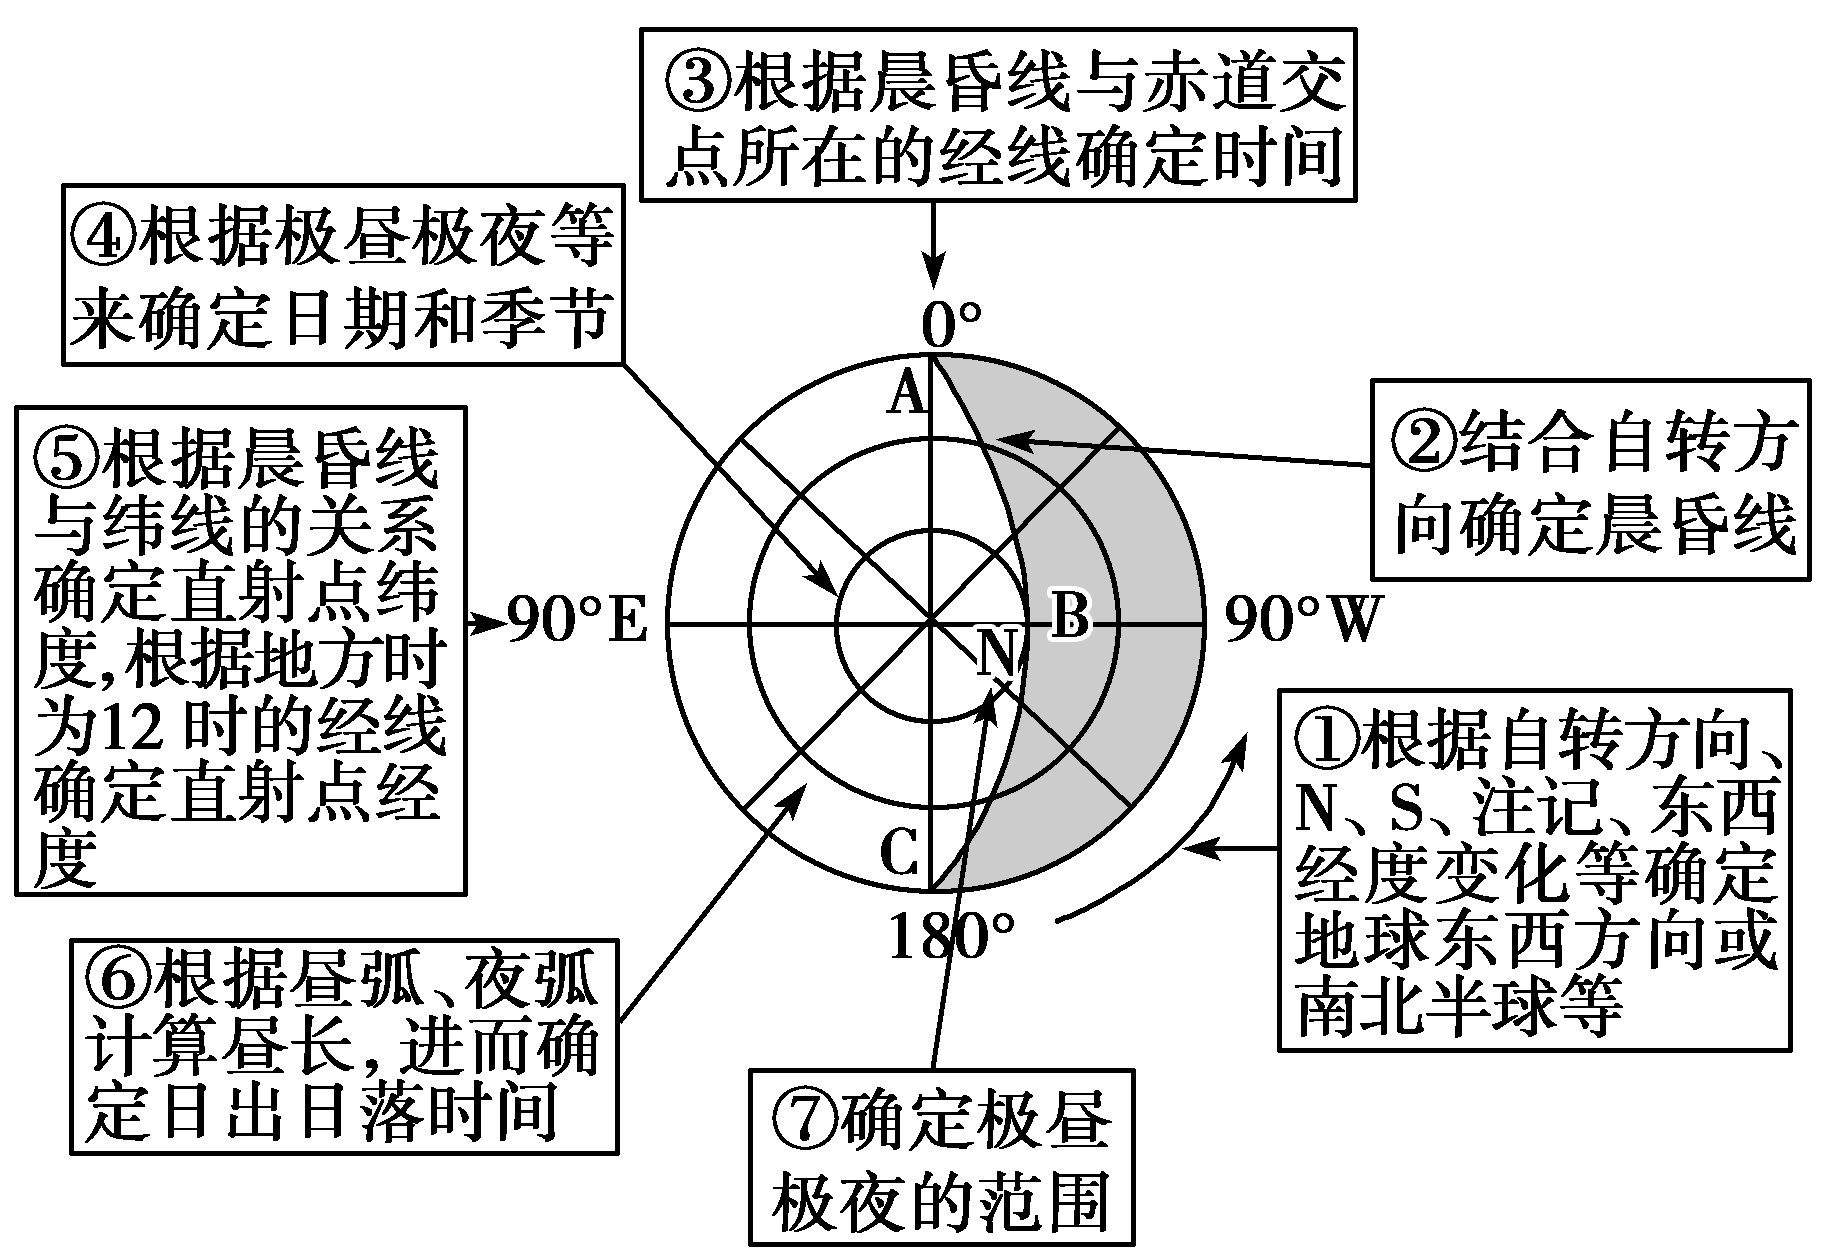 ③根据晨昏线与赤道交
点所在的经线确定时间
④根据极昼极夜等
来确定日期和季节
0°
A
②结合自转方
向确定晨昏线
⑤根据晨昏线
与纬线的关系
确定直射点纬
度,根据地方时
为12时的经线
确定直射点经
度
90°E
B
90°W
N
①根据自转方向、
N、S、注记、东西
经度变化等确定
地球东西方向或
南北半球等
C
180°
⑥根据昼弧、夜弧
计算昼长,进而确
定日出日落时间
⑦确定极昼
极夜的范围